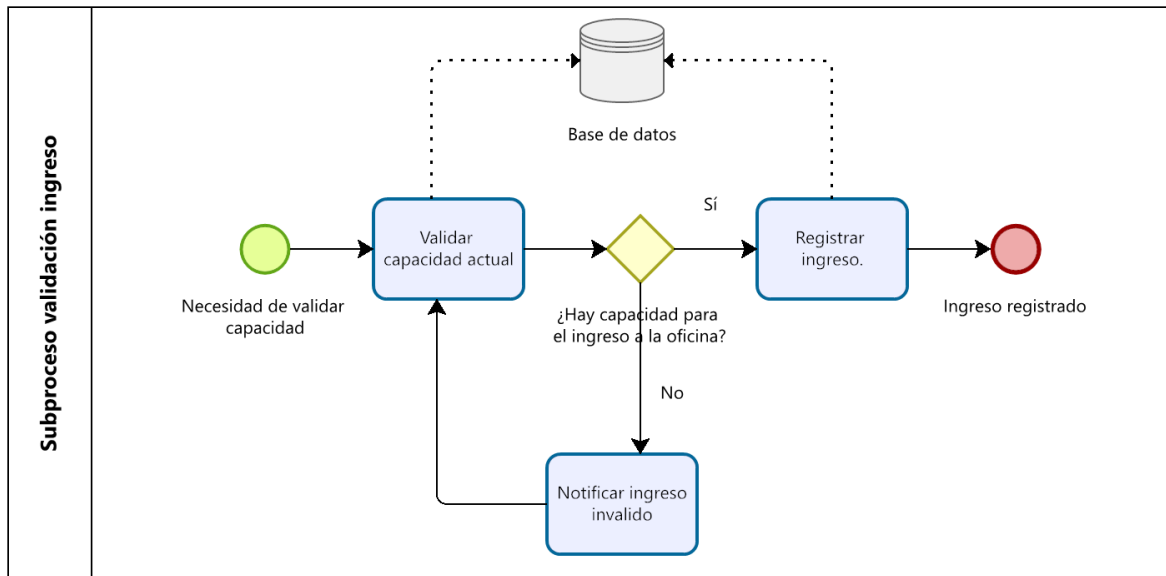 Subproceso validación ingreso
Base de datos
Necesidad de validar
capacidad
Validar
capacidad actual
¿Hay capacidad para
el ingreso a la oficina?
Sí
No
Registrar
ingreso.
Ingreso registrado
Notificar ingreso
invalido